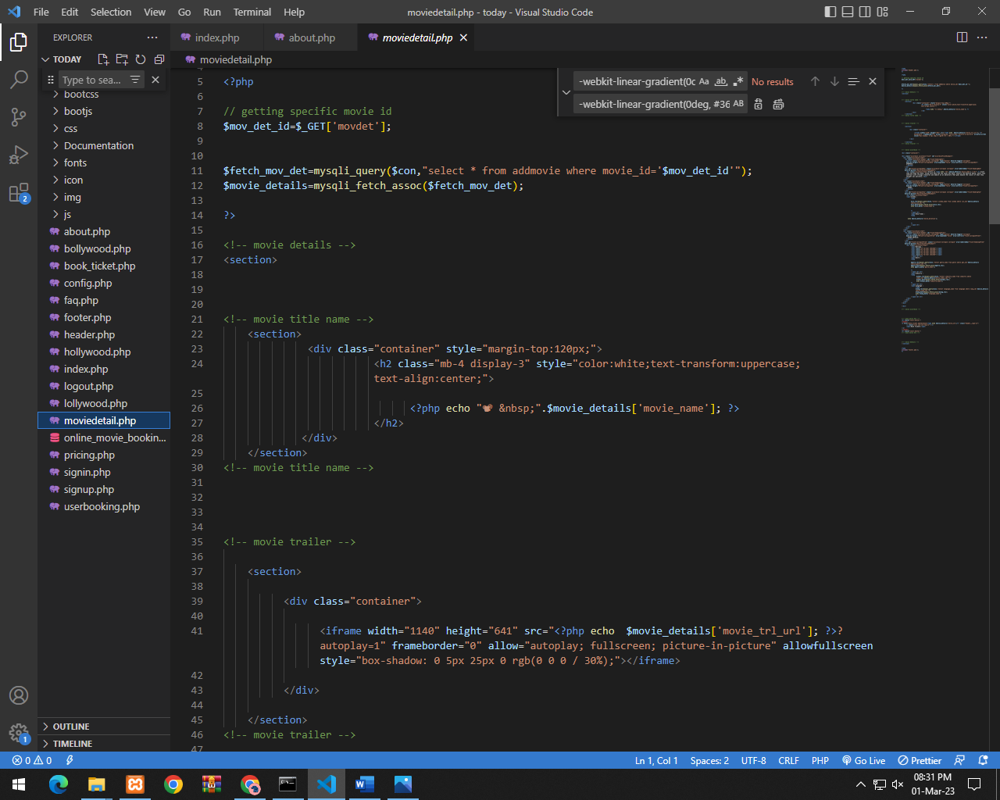 File Edit Selection View Go Run Terminal Help
moviedetail.php - today - Visual Studio Code
EXPLORER
index.php
about.php
moviedetail.php
TODAY
moviedetail.php
Type to sea...
bootcss
bootjs
css
Documentation
fonts
icon
img
js
about.php
bollywood.php
book_ticket.php
config.php
faq.php
footer.php
header.php
hollywood.php
index.php
logout.php
lollywood.php
moviedetail.php
online_movie_bookin...
pricing.php
signin.php
signup.php
userbooking.php
OUTLINE
TIMELINE
-webkit-linear-gradient(0c Aa ab .* No results
-webkit-linear-gradient(0deg, #36 AB
5 <?php
6
7 // getting specific movie id
8 $mov_det_id=$_GET['movdet'];
9
10
11 $fetch_mov_det=mysqli_query($con,"select * from addmovie where movie_id='$mov_det_id'");
12 $movie_details=mysqli_fetch_assoc($fetch_mov_det);
13
14 ?>
15
16 <!-- movie details -->
17 <section>
18
19
20
21 <!-- movie title name -->
22 <section>
23 <div class="container" style="margin-top:120px;">
24 <h2 class="mb-4 display-3" style="color:white;text-transform:uppercase;
text-align:center;">
25
26 <?php echo "📽 &nbsp;".$movie_details['movie_name']; ?>
27 </h2>
28 </div>
29 </section>
30 <!-- movie title name -->
31
32
33
34
35 <!-- movie trailer -->
36
37 <section>
38
39 <div class="container">
40
41 <iframe width="1140" height="641" src="<?php echo  $movie_details['movie_trl_url']; ?>?
autoplay=1" frameborder="0" allow="autoplay; fullscreen; picture-in-picture" allowfullscreen
style="box-shadow: 0 5px 25px 0 rgb(0 0 0 / 30%);"></iframe>
42
43 </div>
44
45 </section>
46 <!-- movie trailer -->
47
2
1
0 0
Ln 1, Col 1 Spaces: 2 UTF-8 CRLF PHP Go Live Prettier
08:31 PM
01-Mar-23